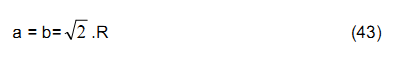 a = b=√2 .R (43)